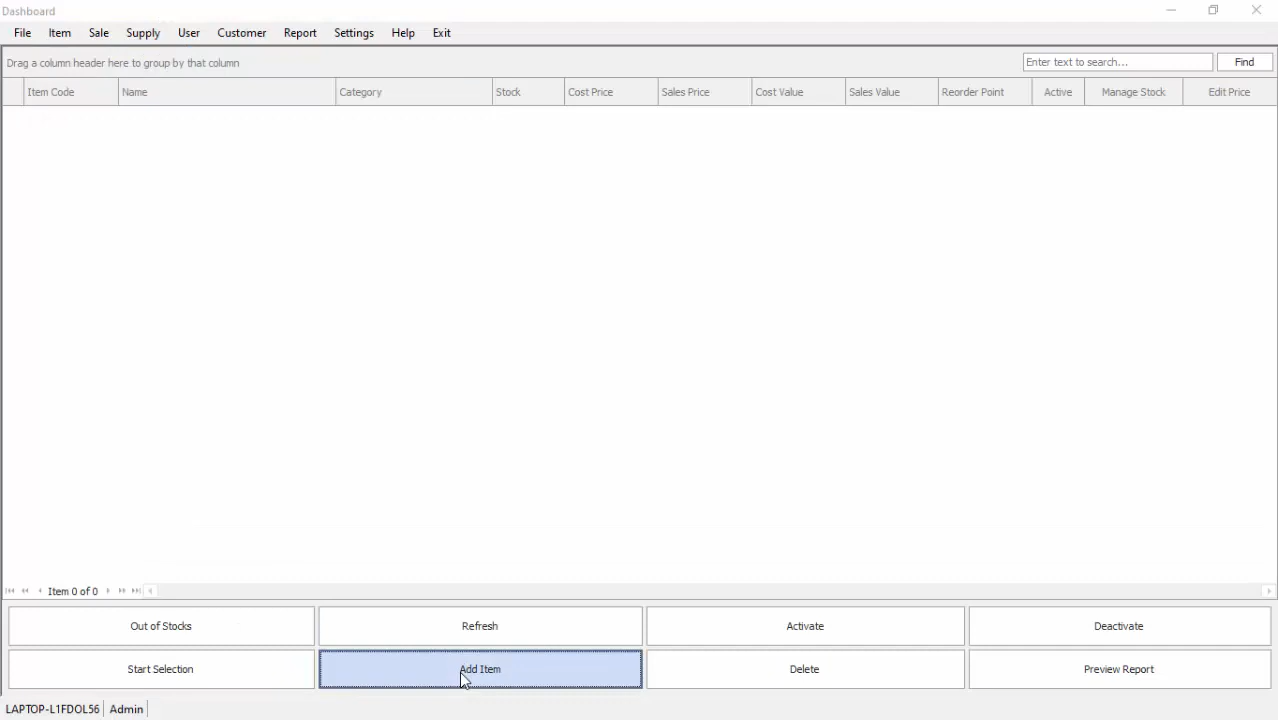 Dashboard
File Item Sale Supply User Customer Report Settings Help Exit
Drag a column header here to group by that column
Enter text to search... Find
Item Code Name Category Stock Cost Price Sales Price Cost Value Sales Value Reorder Point Active Manage Stock Edit Price
Item 0 of 0
Out of Stocks Refresh Activate Deactivate
Start Selection Add Item Delete Preview Report
LAPTOP-L1FDOL56 Admin